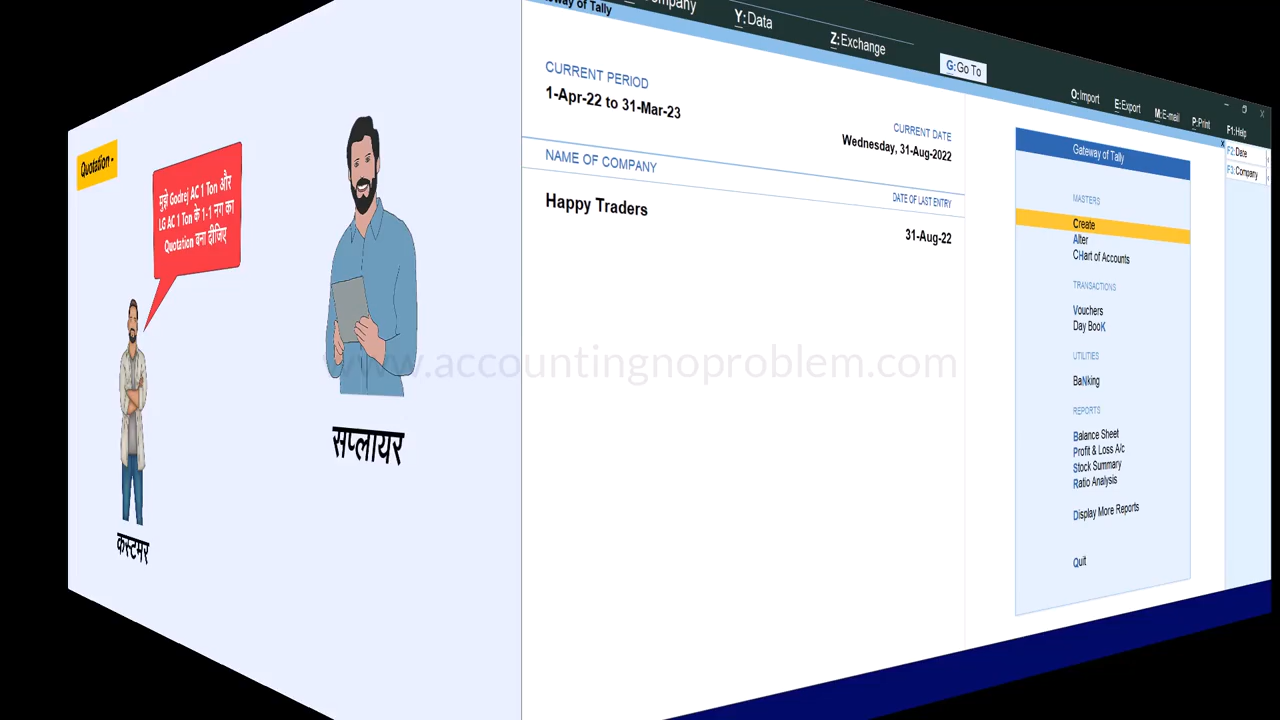 Quotation -
मुझे Godrej AC 1 Ton और
LG AC 1 Ton के 1-1 नग का
Quotation बना दीजिए
कस्टमर
सप्लायर
Y: Data
Z: Exchange
G: Go To
O: Import
E: Export
M: E-mail
P: Print
F1: Help
of Tally
CURRENT PERIOD
1-Apr-22 to 31-Mar-23
CURRENT DATE
Wednesday, 31-Aug-2022
NAME OF COMPANY
DATE OF LAST ENTRY
Happy Traders
31-Aug-22
Gateway of Tally
MASTERS
Create
Alter
CHart of Accounts
TRANSACTIONS
Vouchers
Day BooK
UTILITIES
BaNking
REPORTS
Balance Sheet
Profit & Loss A/c
Stock Summary
Ratio Analysis
Display More Reports
Quit
F2: Date
F3: Company
www.accountingnoproblem.com